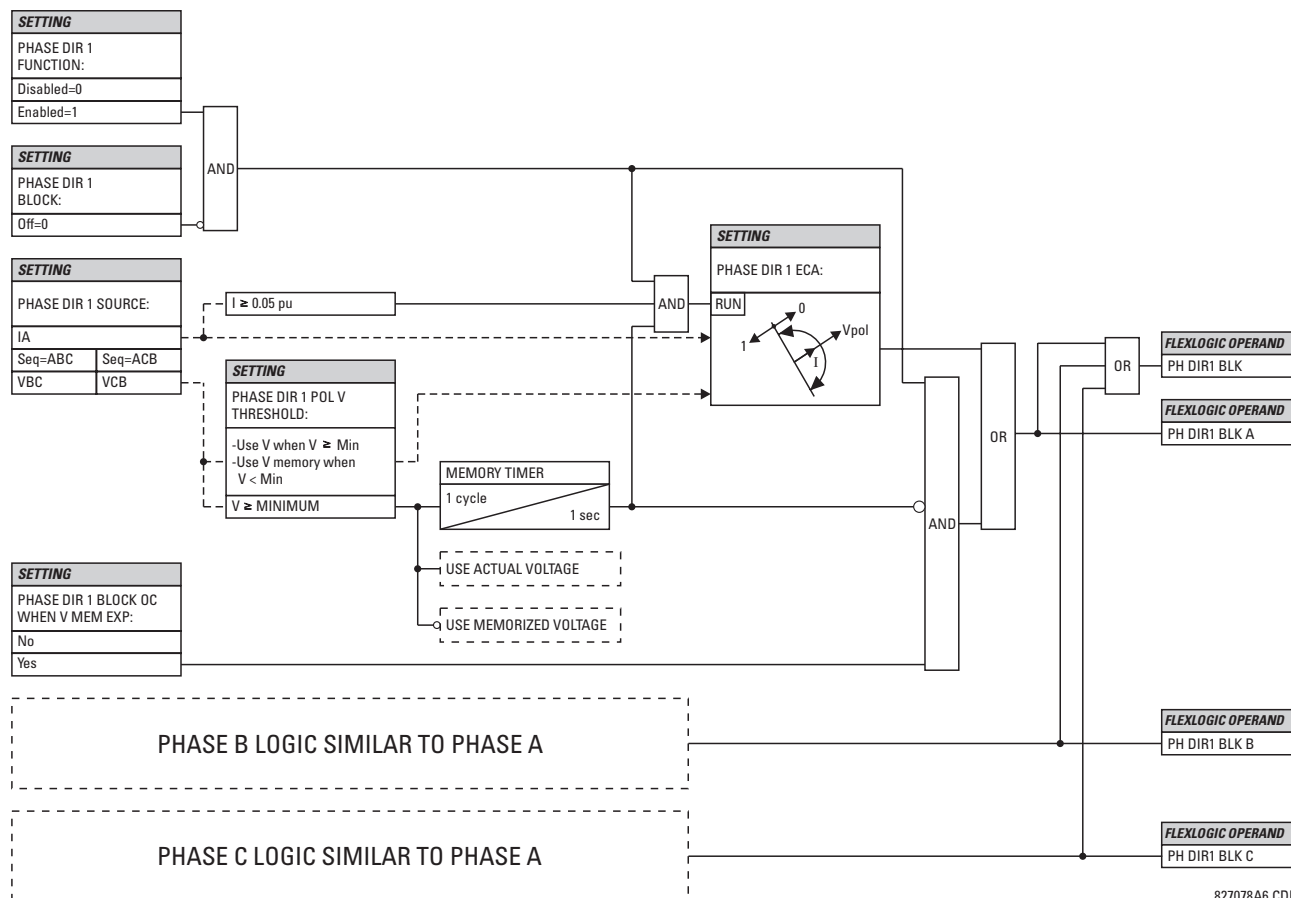 SETTING
PHASE DIR 1
FUNCTION:
Disabled=0
Enabled=1
AND
SETTING
PHASE DIR 1
BLOCK:
Off=0
SETTING
PHASE DIR 1 SOURCE:
IA
Seq=ABC Seq=ACB
VBC VCB
I ≥ 0.05 pu
SETTING
PHASE DIR 1 POL V
THRESHOLD:
-Use V when V ≥ Min
-Use V memory when
V < Min
V ≥ MINIMUM
MEMORY TIMER
1 cycle
1 sec
USE ACTUAL VOLTAGE
USE MEMORIZED VOLTAGE
AND
SETTING
PHASE DIR 1 ECA:
RUN
0
1
Vpol
I
AND
OR
OR
FLEXLOGIC OPERAND
PH DIR1 BLK
FLEXLOGIC OPERAND
PH DIR1 BLK A
SETTING
PHASE DIR 1 BLOCK OC
WHEN V MEM EXP:
No
Yes
PHASE B LOGIC SIMILAR TO PHASE A
FLEXLOGIC OPERAND
PH DIR1 BLK B
PHASE C LOGIC SIMILAR TO PHASE A
FLEXLOGIC OPERAND
PH DIR1 BLK C